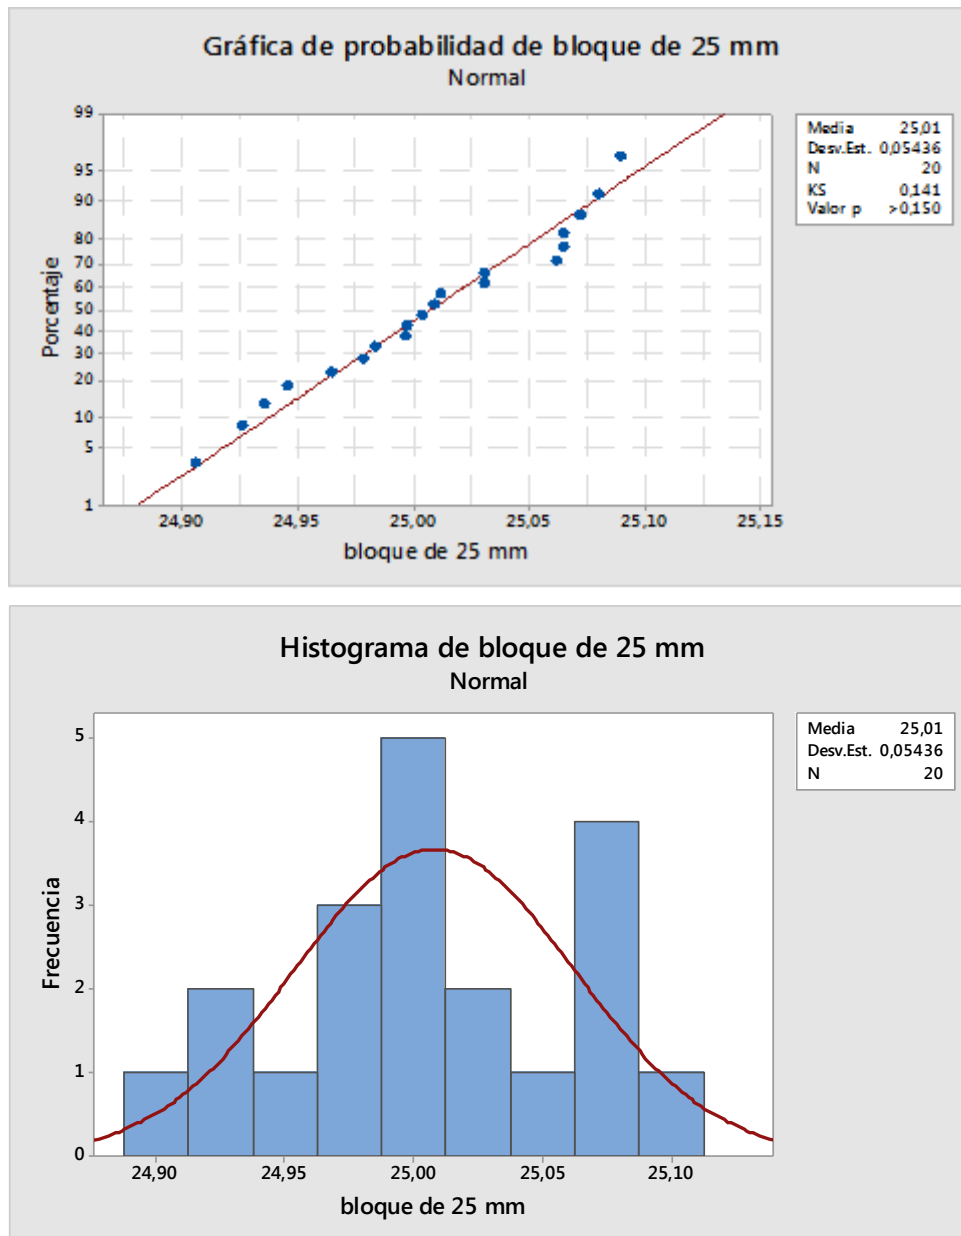 Gráfica de probabilidad de bloque de 25 mm
Normal
99
95
90
80
70
60
50
40
30
20
10
5
1
Porcentaje
24,90 24,95 25,00 25,05 25,10 25,15
bloque de 25 mm
Media 25,01
Desv.Est. 0,05436
N 20
KS 0,141
Valor p >0,150
Histograma de bloque de 25 mm
Normal
5
4
3
2
1
0
Frecuencia
24,90 24,95 25,00 25,05 25,10
bloque de 25 mm
Media 25,01
Desv.Est. 0,05436
N 20